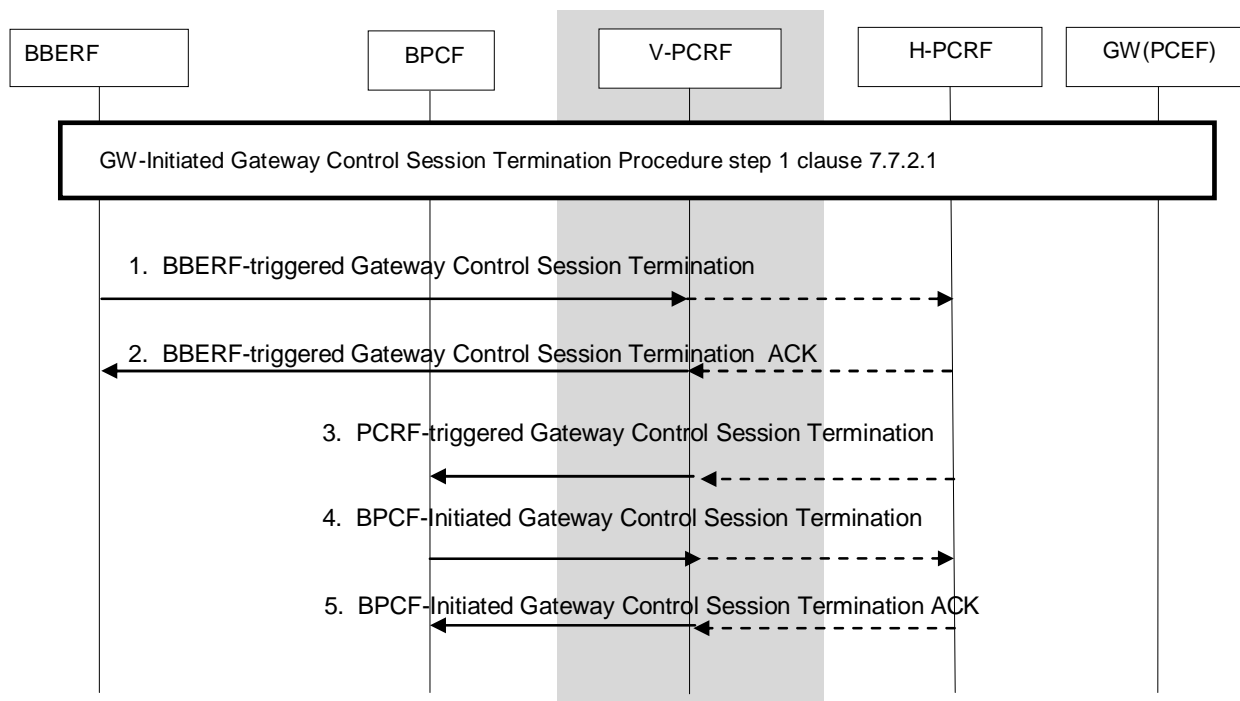 BBERF
BPCF
V-PCRF
H-PCRF
GW(PCEF)
GW-Initiated Gateway Control Session Termination Procedure step 1 clause 7.7.2.1
1. BBERF-triggered Gateway Control Session Termination
2. BBERF-triggered Gateway Control Session Termination ACK
3. PCRF-triggered Gateway Control Session Termination
4. BPCF-Initiated Gateway Control Session Termination
5. BPCF-Initiated Gateway Control Session Termination ACK